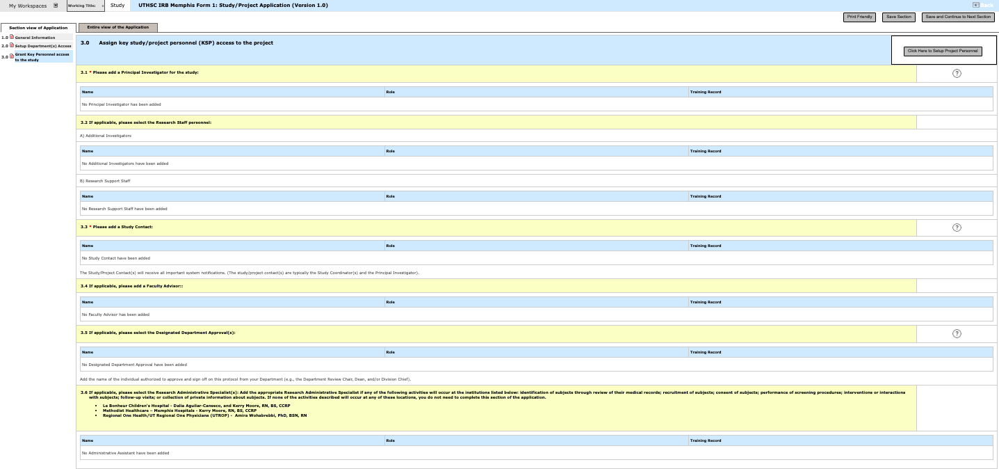 My Workspaces
Working Title: x
Study
UTHSC IRB Memphis Form 1: Study/Project Application (Version 1.0)
Back
Print Friendly
Save Section
Save and Continue to Next Section
Section view of Application
Entire view of the Application
1.0 General Information
2.0 Setup Department(s) Access
3.0 Grant Key Personnel access
to the study
3.0 Assign key study/project personnel (KSP) access to the project
Click Here to Setup Project Personnel
3.1 * Please add a Principal Investigator for the study:
?
Name Role Training Record
No Principal Investigator has been added
3.2 If applicable, please select the Research Staff personnel:
A) Additional Investigators
Name Role Training Record
No Additional Investigators have been added
B) Research Support Staff
Name Role Training Record
No Research Support Staff have been added
3.3 * Please add a Study Contact:
?
Name Role Training Record
No Study Contact have been added
The Study/Project Contact(s) will receive all important system notifications. (The study/project contact(s) are typically the Study Coordinator(s) and the Principal Investigator).
3.4 If applicable, please add a Faculty Advisor::
Name Role Training Record
No Faculty Advisor has been added
3.5 If applicable, please select the Designated Department Approval(s):
?
Name Role Training Record
No Designated Department Approval have been added
Add the name of the individual authorized to approve and sign off on this protocol from your Department (e.g., the Department Review Chair, Dean, and/or Division Chief).
3.6 If applicable, please select the Research Administrative Specialist(s): Add the appropriate Research Administrative Specialist if any of the following activities will occur at the institutions listed below: identification of subjects through review of their medical records; recruitment of subjects; consent of subjects; performance of screening procedures; interventions or interactions
with subjects; follow-up visits; or collection of private information about subjects. If none of the activities described will occur at any of these locations, you do not need to complete this section of the application.
• Le Bonheur Children's Hospital - Dalia Aguilar-Canseco, and Kerry Moore, RN, BS, CCRP
• Methodist Healthcare – Memphis Hospitals - Kerry Moore, RN, BS, CCRP
• Regional One Health/UT Regional One Physicians (UTROP) - Amira Wohabrebbi, PhD, BSN, RN
Name Role Training Record
No Administrative Assistant have been added